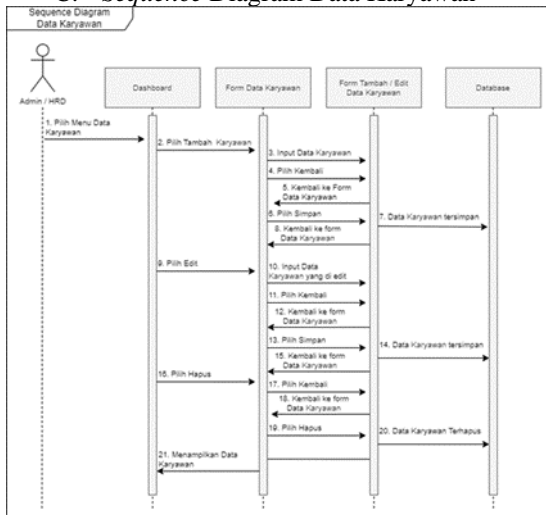 C. Sequence Diagram Data Karyawan
Sequence Diagram
Data Karyawan
Admin / HRD
Dashboard
Form Data Karyawan
Form Tambah / Edit
Data Karyawan
Database
1. Pilih Menu Data
Karyawan
2. Pilih Tambah Karyawan
3. Input Data Karyawan
4. Pilih Kembali
5. Kembali ke Form
Data Karyawan
6. Pilih Simpan
7. Data Karyawan tersimpan
8. Kembali ke form
Data Karyawan
9. Pilih Edit
10. Input Data
Karyawan yang di edit
11. Pilih Kembali
12. Kembali ke form
Data Karyawan
13. Pilih Simpan
14. Data Karyawan tersimpan
15. Kembali ke form
Data Karyawan
16. Pilih Hapus
17. Pilih Kembali
18. Kembali ke form
Data Karyawan
19. Pilih Hapus
20. Data Karyawan Terhapus
21. Menampilkan Data
Karyawan